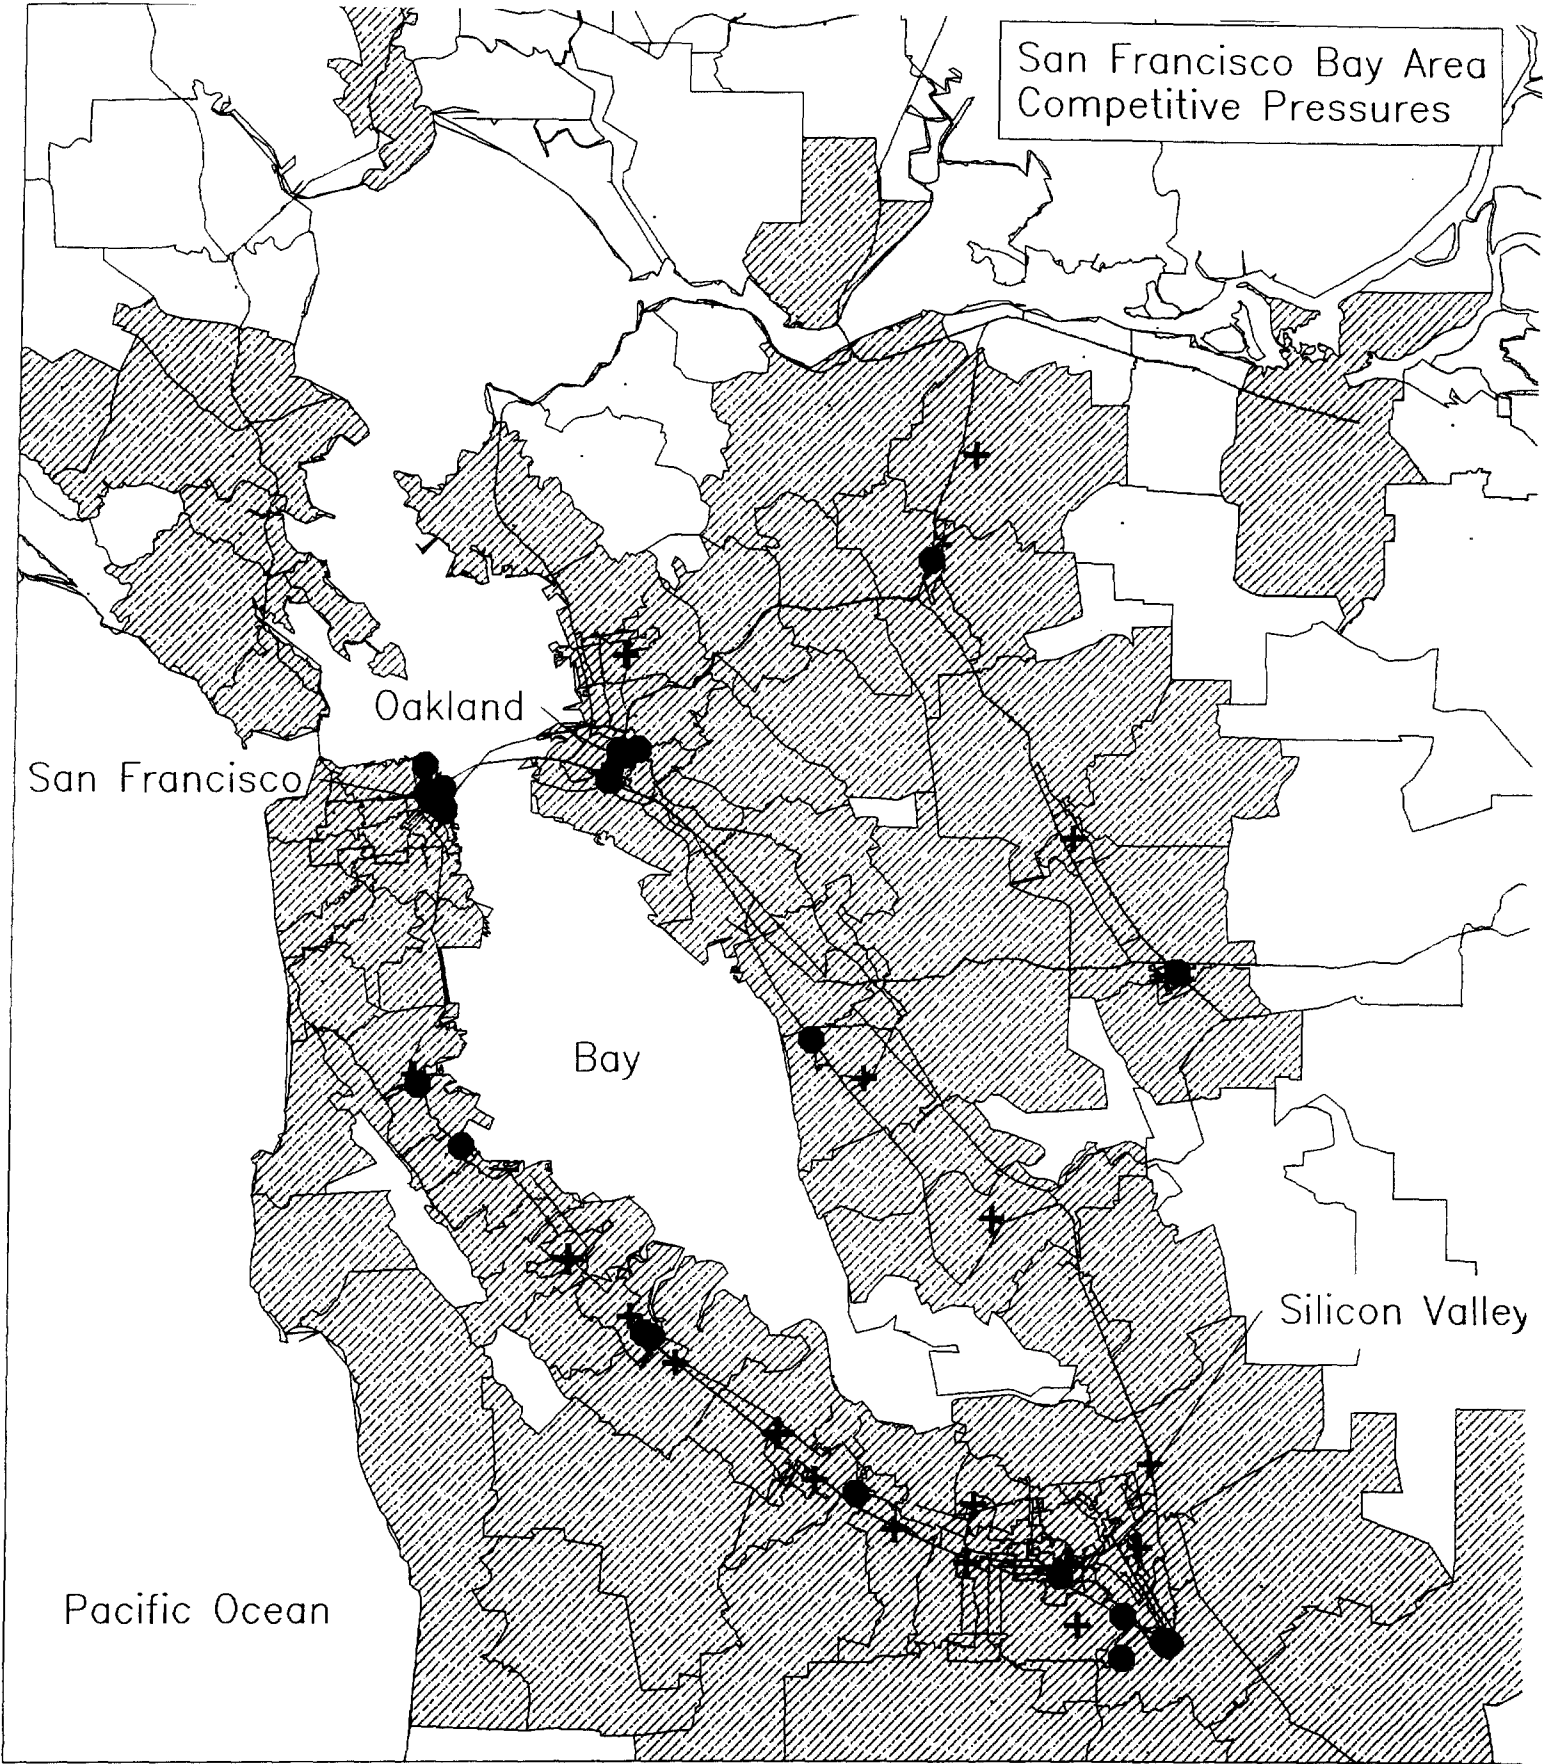 San Francisco Bay Area
Competitive Pressures
Oakland
San Francisco
Bay
Silicon Valley
Pacific Ocean